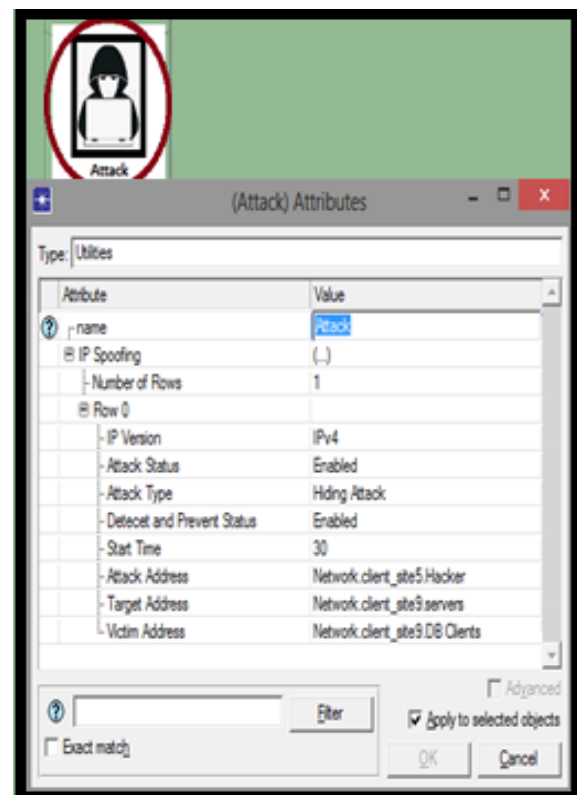 Attack
(Attack) Attributes
Type: Utilities
Attribute Value
name Attack
IP Spoofing (...)
Number of Rows 1
Row 0
IP Version IPv4
Attack Status Enabled
Attack Type Hiding Attack
Detecet and Prevent Status Enabled
Start Time 30
Attack Address Network.client_site5.Hacker
Target Address Network.client_site9.servers
Victim Address Network.client_site9.DB Clients
Advanced
Filter
Apply to selected objects
Exact match
OK Cancel